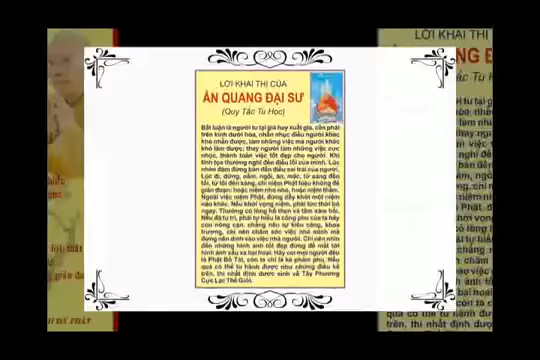 LỜI KHAI THỊ CỦA
ẤN QUANG ĐẠI SƯ
(Quy Tắc Tu Học)
Bất luận là người tu tại gia hay xuất gia, cần phải
trên kính dưới hòa, nhẫn nhục điều người khác
khó nhẫn được, làm những việc mà người khác
khó làm được; thay người làm những việc cực
nhọc, thành toàn việc tốt đẹp cho người. Khi
tĩnh tọa thường nghĩ đến điều lỗi của mình. Lúc
nhàn đàm đừng bàn đến điều sai trái của người.
Lúc đi, đứng, nằm, ngồi, ăn, mặc, từ sáng đến
tối, từ tối đến sáng, chỉ niệm Phật hiệu không để
gián đoạn: hoặc niệm nho nhỏ, hoặc niệm thầm.
Ngoài việc niệm Phật, đừng dấy khởi một niệm
nào khác. Nếu khởi vọng niệm, phải tức thời bỏ
ngay. Thường có lòng hổ thẹn và tâm sám hối.
Nếu đã tu trì, phải tự hiểu là công phu của ta hãy
còn nông cạn, chẳng nên tự kiêu căng, khoa
trương, chỉ nên chăm sóc việc nhà mình mà
đừng nên dính vào việc nhà người. Chỉ nên nhìn
đến những hình ảnh tốt đẹp đừng để mắt tới
hình ảnh xấu xa bại hoại. Hãy coi mọi người đều
là Phật Bồ Tát, còn ta chỉ là kẻ phàm phu. Nếu
quả có thể tu hành được như những điều kể
trên, thì nhất định được sinh về Tây Phương
Cực Lạc Thế Giới.